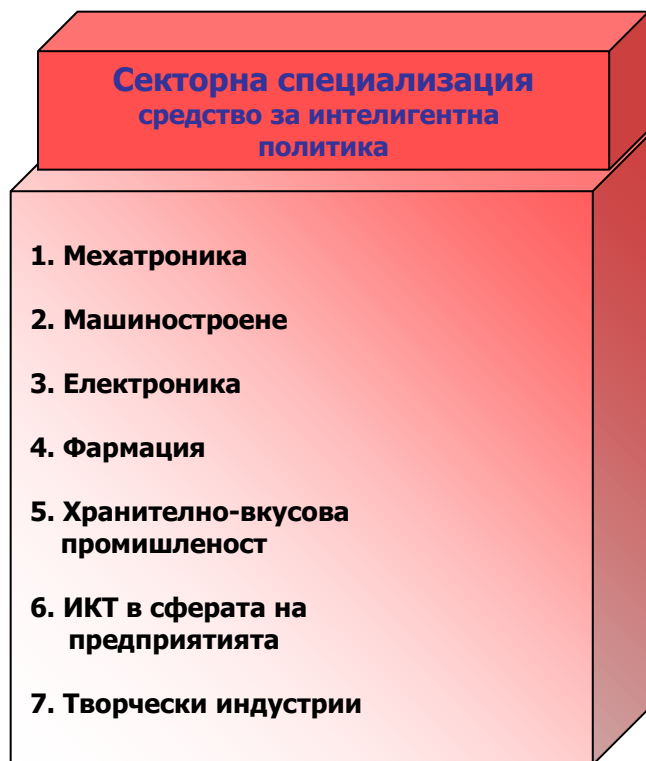 Секторна специализация
средство за интелигентна
политика
1. Мехатроника
2. Машиностроене
3. Електроника
4. Фармация
5. Хранително-вкусова
промишленост
6. ИКТ в сферата на
предприятията
7. Творчески индустрии